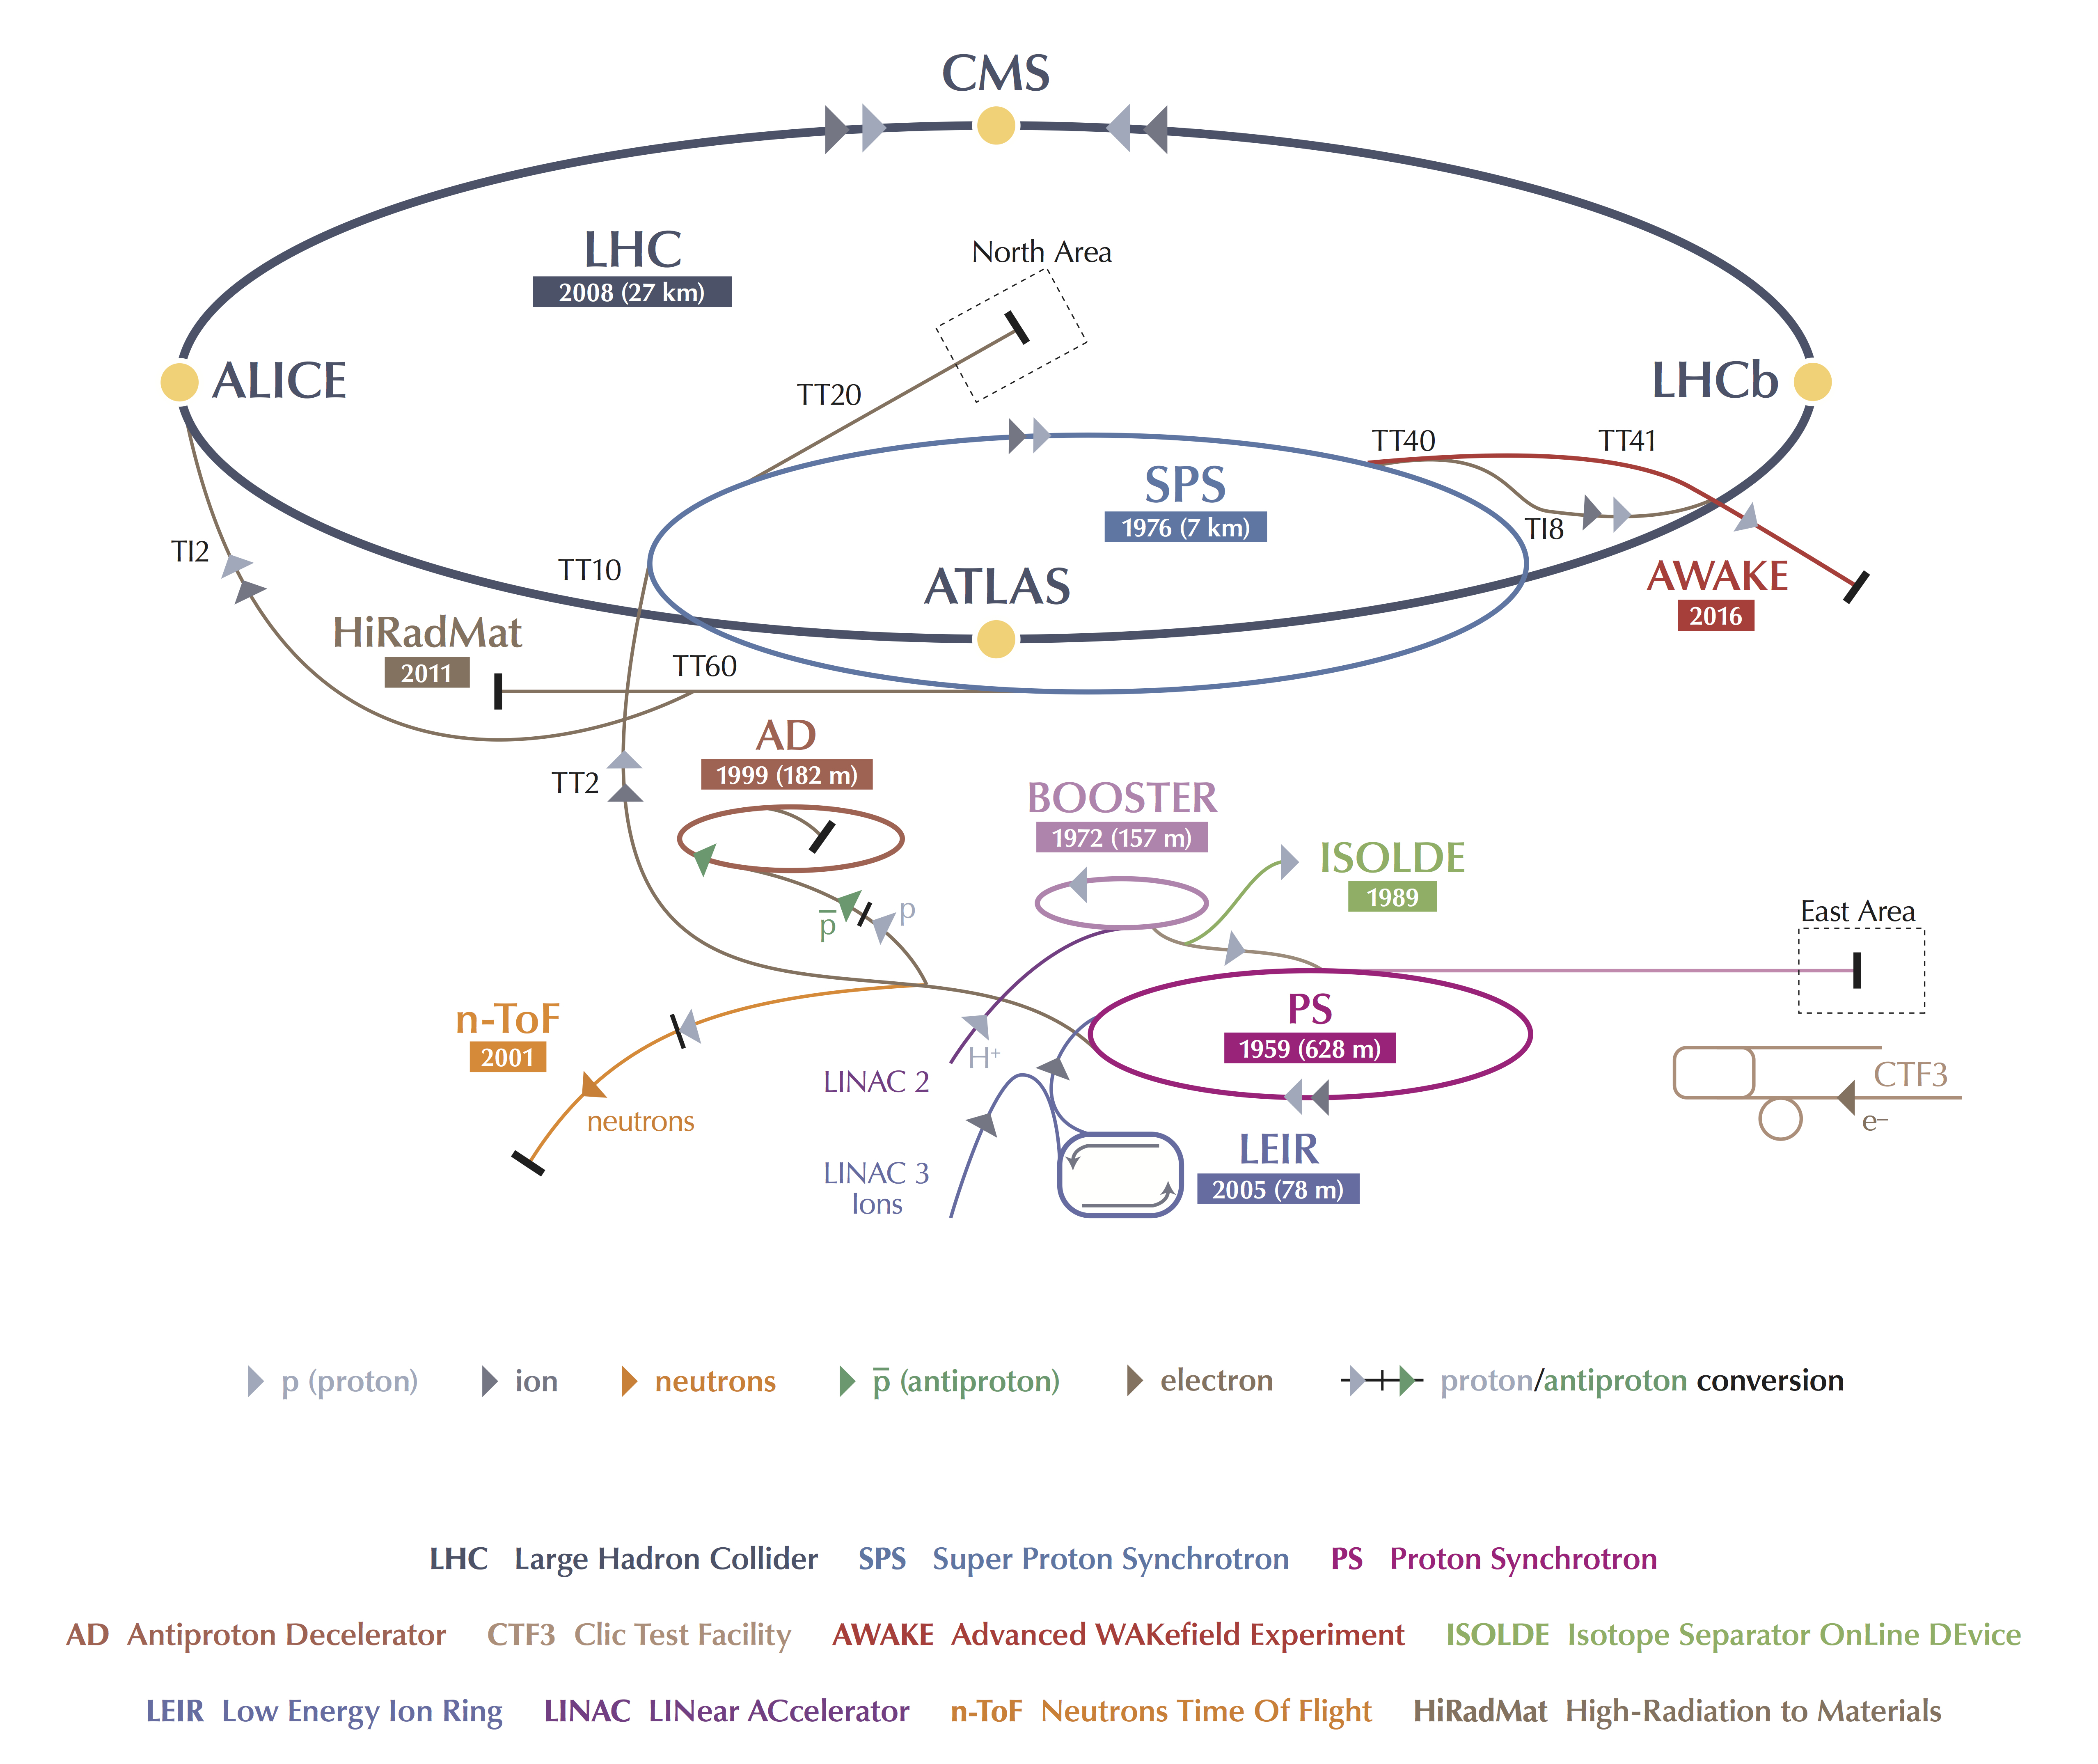 CMS
LHC
2008 (27 km)
North Area
ALICE
TT20
LHCb
TT40
TT41
SPS
1976 (7 km)
TI8
TI2
TT10
ATLAS
AWAKE
2016
HiRadMat
2011
TT60
AD
1999 (182 m)
TT2
BOOSTER
1972 (157 m)
ISOLDE
1989
p
p̅
East Area
n-ToF
2001
PS
1959 (628 m)
H⁺
LINAC 2
CTF3
e⁻
neutrons
LINAC 3
Ions
LEIR
2005 (78 m)
p (proton) ion neutrons p̅ (antiproton) electron proton/antiproton conversion
LHC Large Hadron Collider SPS Super Proton Synchrotron PS Proton Synchrotron
AD Antiproton Decelerator CTF3 Clic Test Facility AWAKE Advanced WAKefield Experiment ISOLDE Isotope Separator OnLine DEvice
LEIR Low Energy Ion Ring LINAC LINear ACcelerator n-ToF Neutrons Time Of Flight HiRadMat High-Radiation to Materials